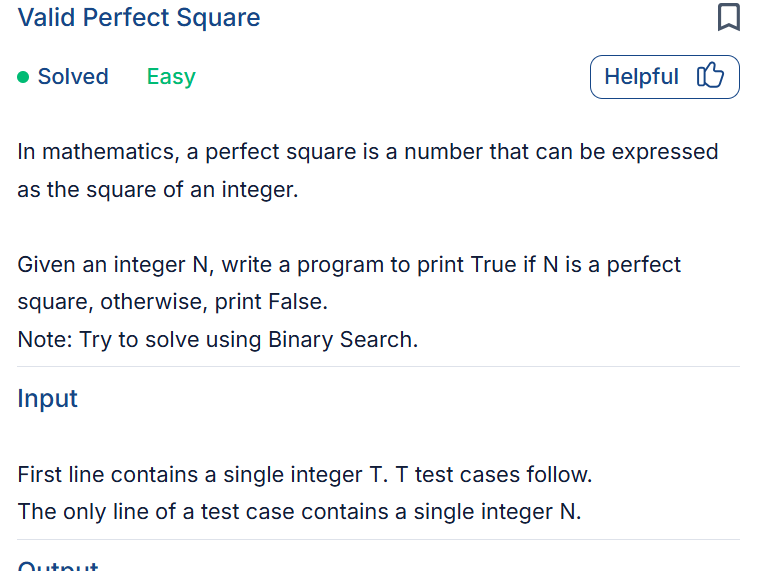 Valid Perfect Square
Solved Easy Helpful
In mathematics, a perfect square is a number that can be expressed
as the square of an integer.
Given an integer N, write a program to print True if N is a perfect
square, otherwise, print False.
Note: Try to solve using Binary Search.
Input
First line contains a single integer T. T test cases follow.
The only line of a test case contains a single integer N.
Output